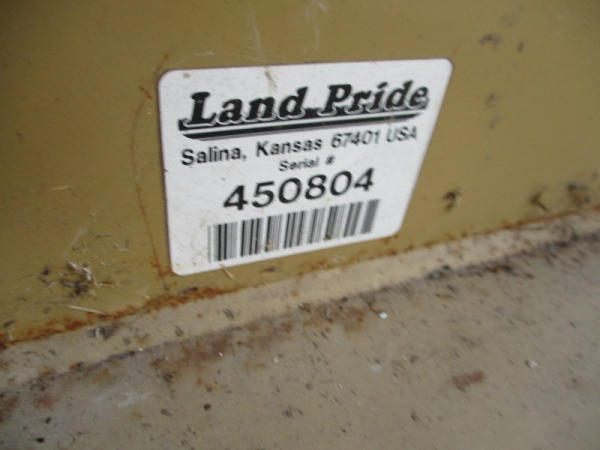 Land Pride
Salina, Kansas 67401 USA
Serial #
450804